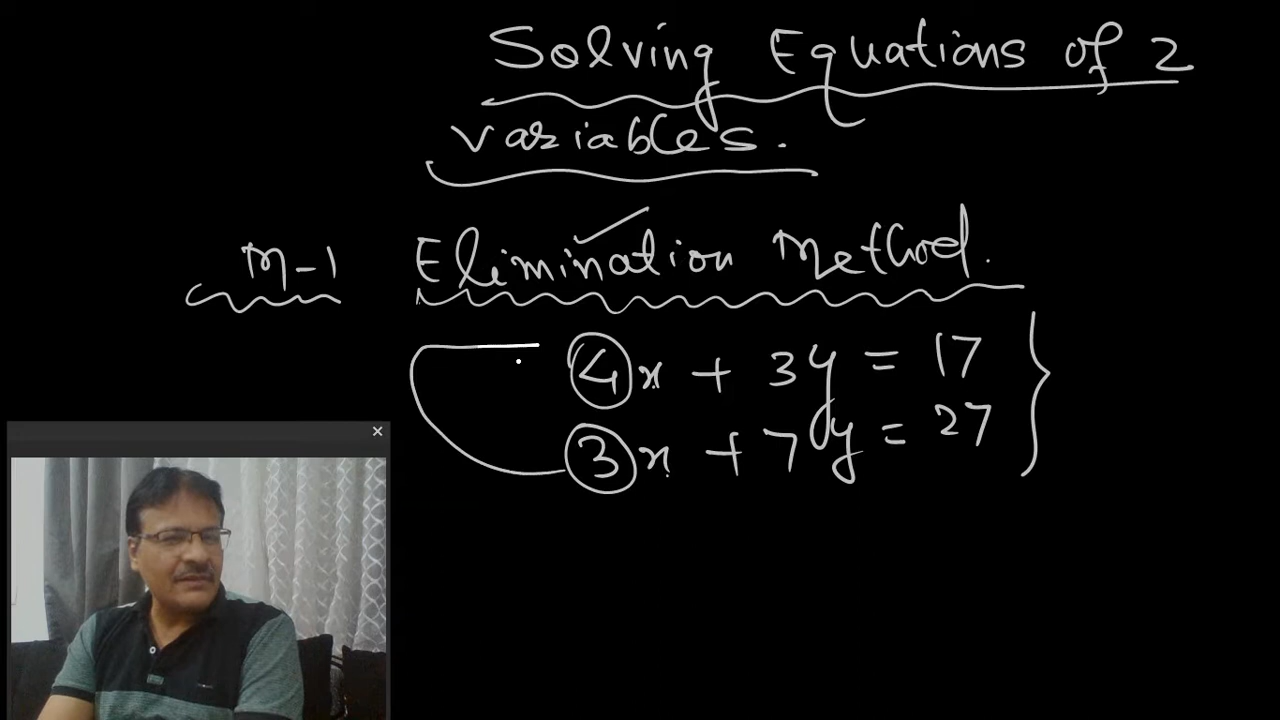 Solving Equations of 2
variables.
M-1 Elimination Method.
4x + 3y = 17
3x + 7y = 27